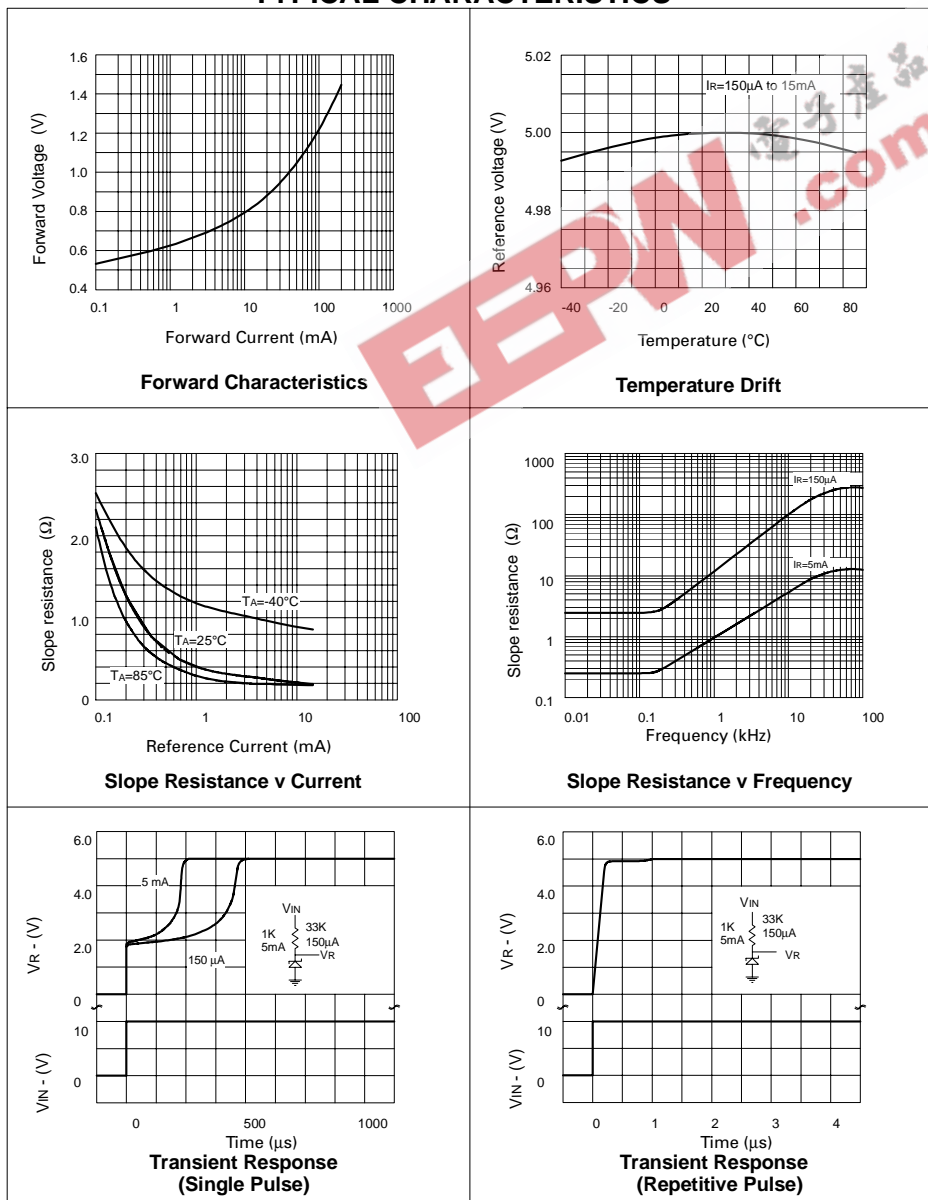 TYPICAL CHARACTERISTICS
1.6
1.4
1.2
1.0
0.8
0.6
0.4
Forward Voltage (V)
0.1 1 10 100 1000
Forward Current (mA)
Forward Characteristics
5.02
5.00
4.98
4.96
Reference voltage (V)
IR=150µA to 15mA
-40 -20 0 20 40 60 80
Temperature (°C)
Temperature Drift
電子產品
.com
EEPW
3.0
2.0
1.0
0
Slope resistance (Ω)
TA=-40°C
TA=25°C
TA=85°C
0.1 1 10 100
Reference Current (mA)
Slope Resistance v Current
1000
100
10
1
0.1
Slope resistance (Ω)
IR=150µA
IR=5mA
0.01 0.1 1 10 100
Frequency (kHz)
Slope Resistance v Frequency
6.0
4.0
2.0
0
VR - (V)
5 mA
150 µA
VIN
1K 33K
5mA 150µA
VR
10
0
VIN - (V)
0 500 1000
Time (µs)
Transient Response
(Single Pulse)
6.0
4.0
2.0
0
VR - (V)
VIN
1K 33K
5mA 150µA
VR
10
0
VIN - (V)
0 1 2 3 4
Time (µs)
Transient Response
(Repetitive Pulse)